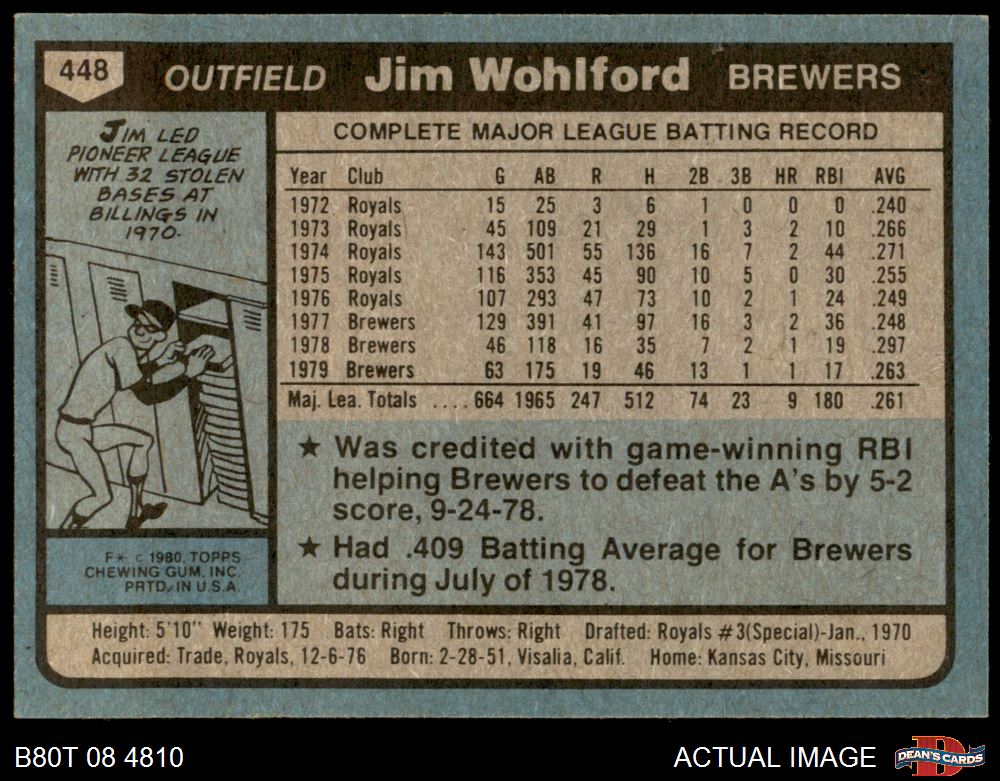 448 OUTFIELD Jim Wohlford BREWERS
JIM LED
PIONEER LEAGUE
WITH 32 STOLEN
BASES AT
BILLINGS IN
1970.
F* © 1980, TOPPS
CHEWING GUM, INC.
PRTD. IN U.S.A.
COMPLETE MAJOR LEAGUE BATTING RECORD
Year Club G AB R H 2B 3B HR RBI AVG
1972 Royals 15 25 3 6 1 0 0 0 .240
1973 Royals 45 109 21 29 1 3 2 10 .266
1974 Royals 143 501 55 136 16 7 2 44 .271
1975 Royals 116 353 45 90 10 5 0 30 .255
1976 Royals 107 293 47 73 10 2 1 24 .249
1977 Brewers 129 391 41 97 16 3 2 36 .248
1978 Brewers 46 118 16 35 7 2 1 19 .297
1979 Brewers 63 175 19 46 13 1 1 17 .263
Maj. Lea. Totals .... 664 1965 247 512 74 23 9 180 .261
★ Was credited with game-winning RBI
helping Brewers to defeat the A's by 5-2
score, 9-24-78.
★ Had .409 Batting Average for Brewers
during July of 1978.
Height: 5'10" Weight: 175 Bats: Right Throws: Right Drafted: Royals #3(Special)-Jan., 1970
Acquired: Trade, Royals, 12-6-76 Born: 2-28-51, Visalia, Calif. Home: Kansas City, Missouri
B80T 08 4810 ACTUAL IMAGE D DEAN'S CARDS